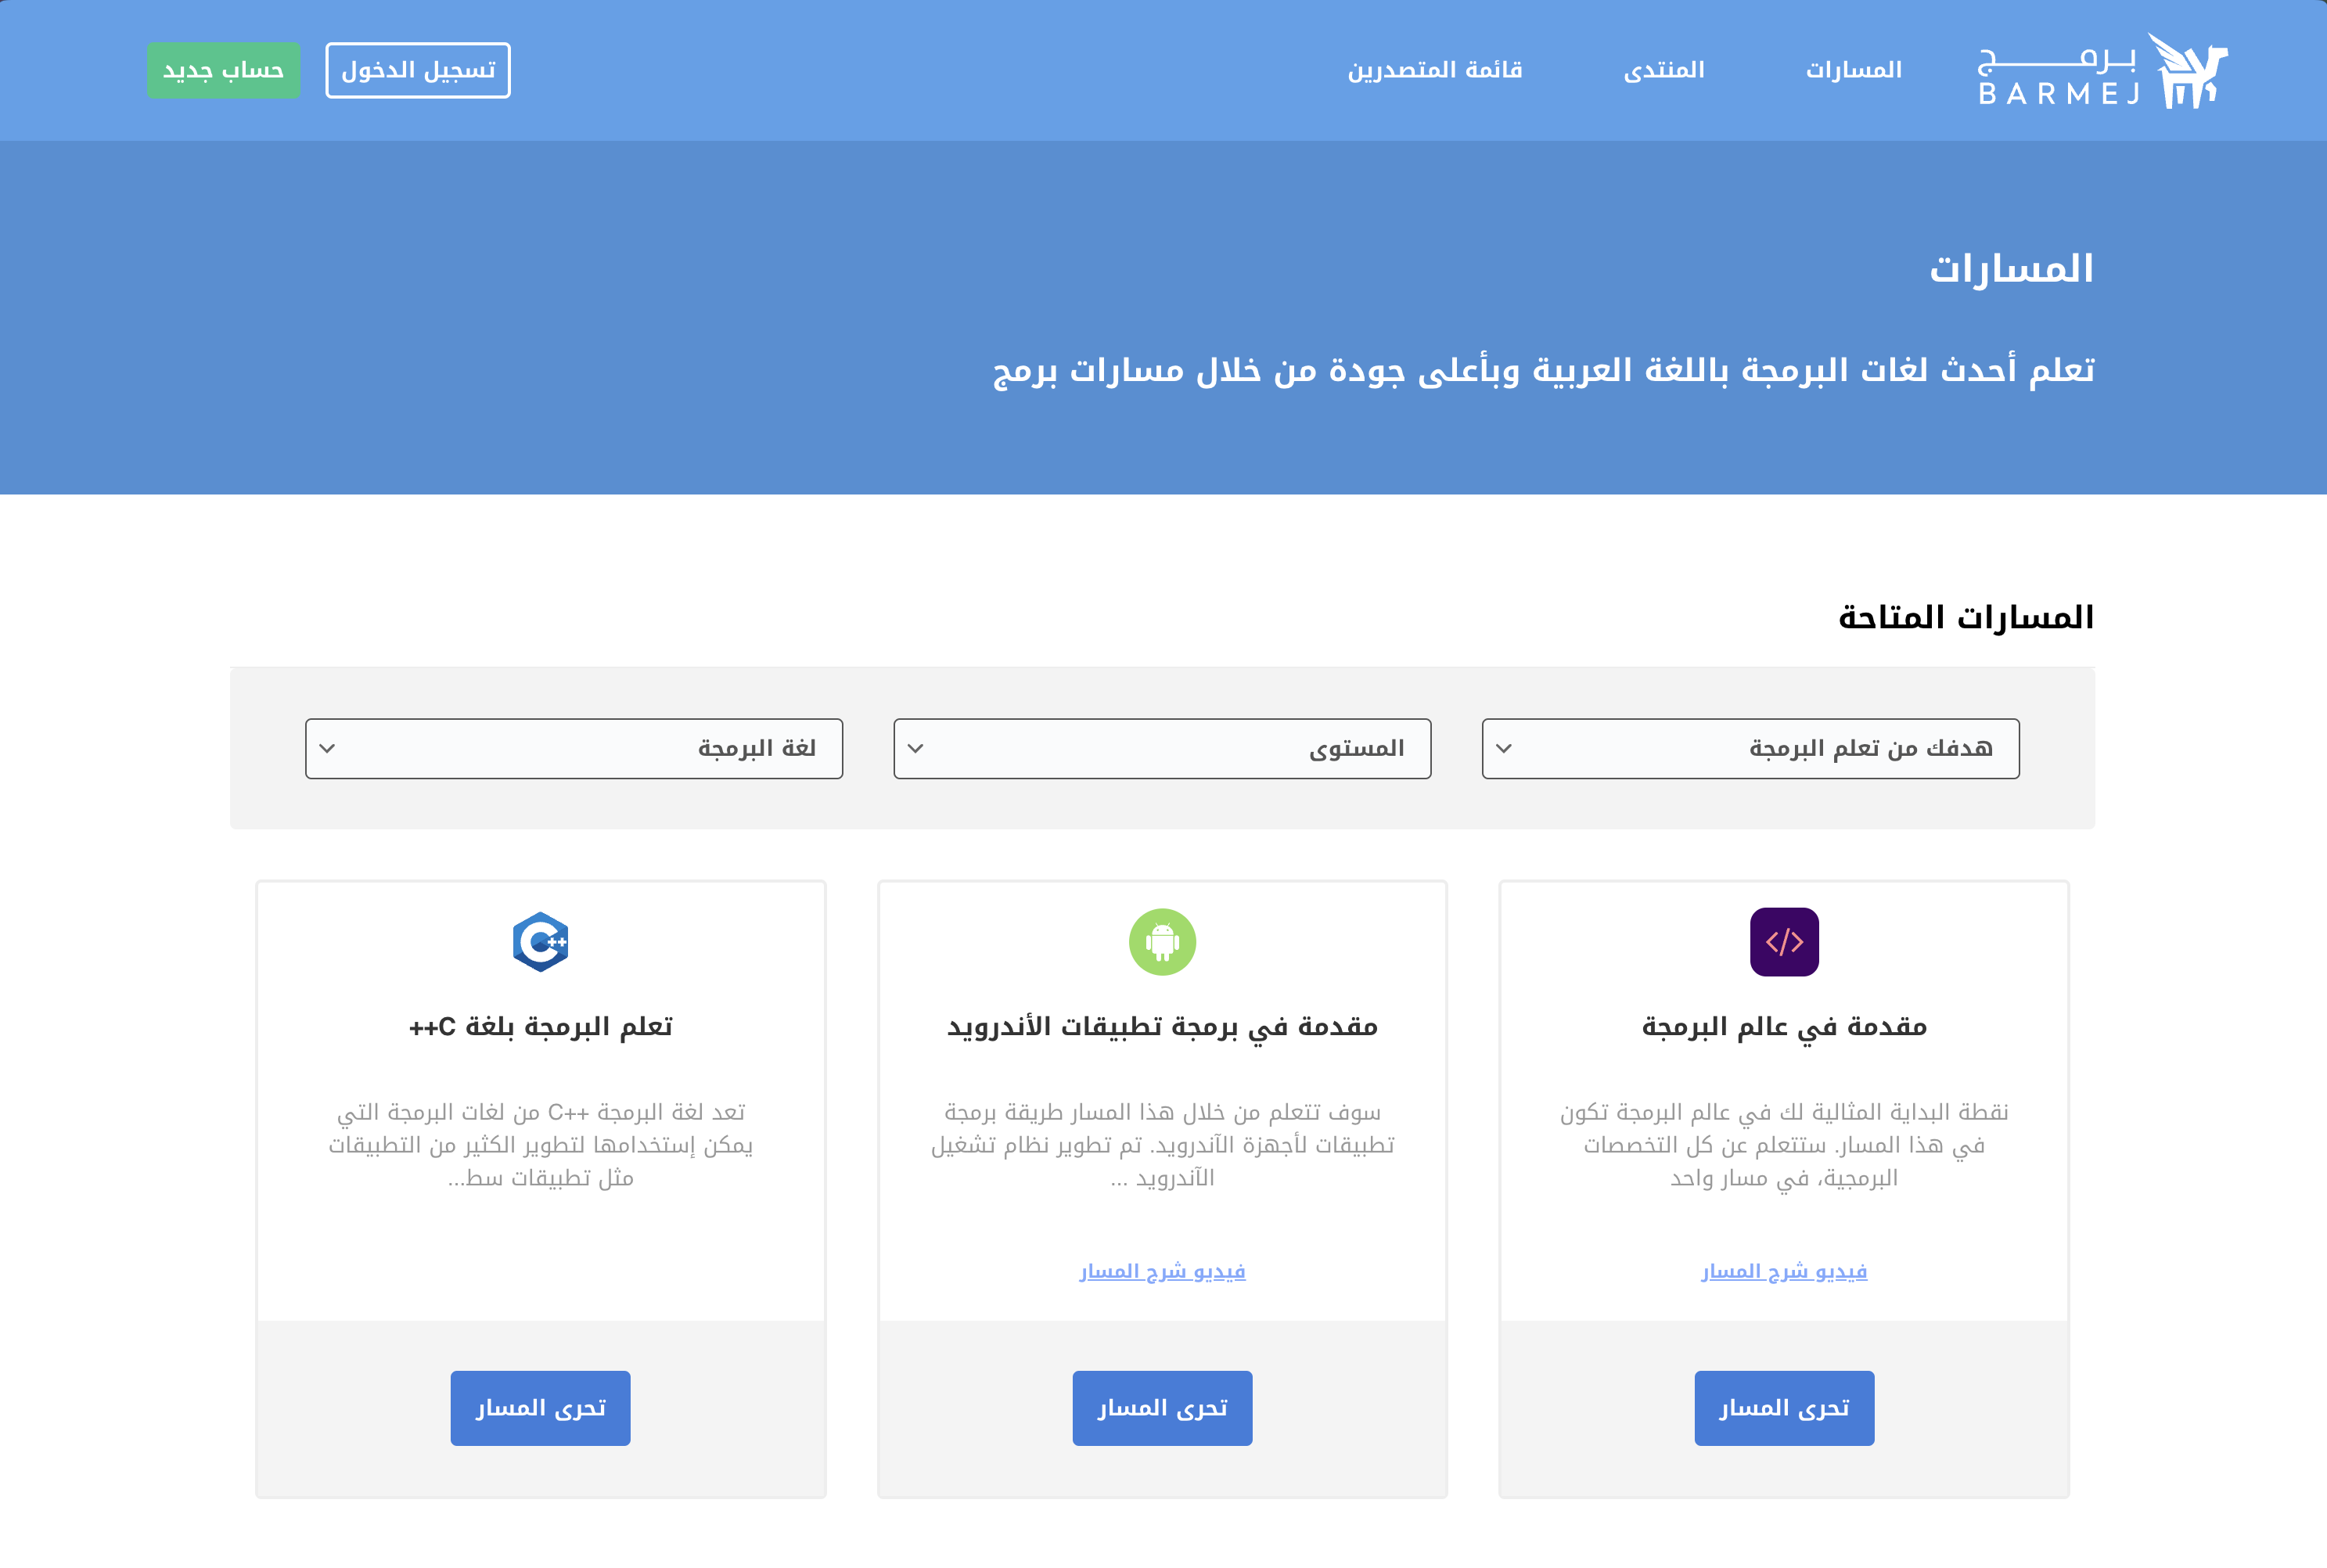 برمج
BARMEJ
المسارات
المنتدى
قائمة المتصدرين
تسجيل الدخول
حساب جديد
المسارات
تعلم أحدث لغات البرمجة باللغة العربية وبأعلى جودة من خلال مسارات برمج
المسارات المتاحة
هدفك من تعلم البرمجة
المستوى
لغة البرمجة
</>
مقدمة في عالم البرمجة
نقطة البداية المثالية لك في عالم البرمجة تكون
في هذا المسار. ستتعلم عن كل التخصصات
البرمجية، في مسار واحد
فيديو شرح المسار
تحرى المسار
مقدمة في برمجة تطبيقات الأندرويد
سوف تتعلم من خلال هذا المسار طريقة برمجة
تطبيقات لأجهزة الآندرويد. تم تطوير نظام تشغيل
الآندرويد ...
فيديو شرح المسار
تحرى المسار
C++
تعلم البرمجة بلغة C++
تعد لغة البرمجة C++ من لغات البرمجة التي
يمكن إستخدامها لتطوير الكثير من التطبيقات
مثل تطبيقات سط...
تحرى المسار